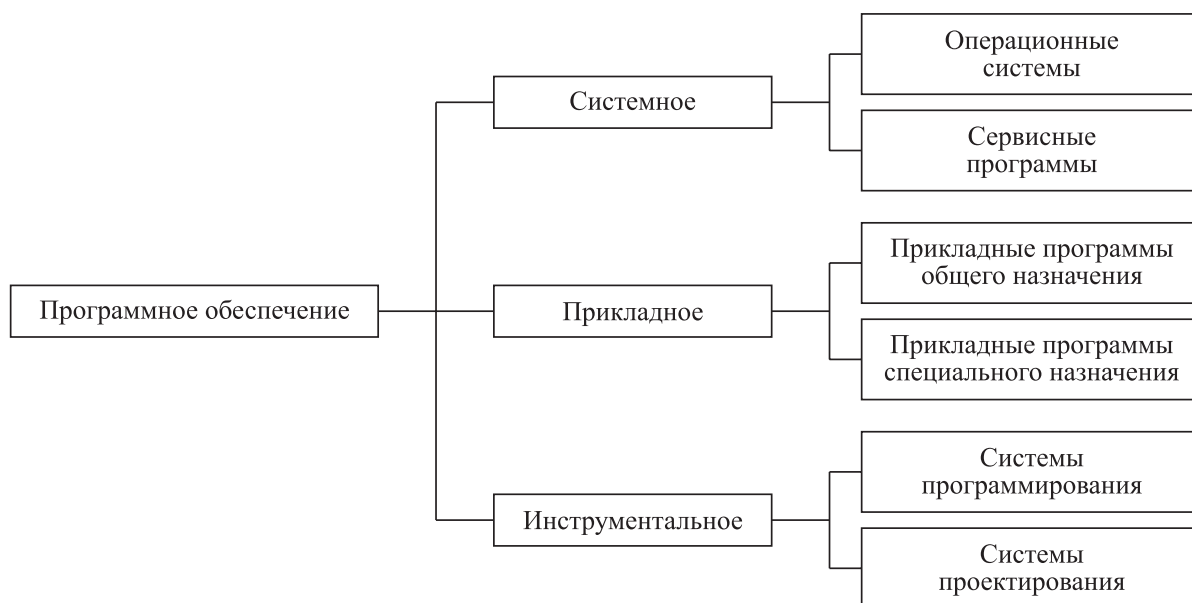 Программное обеспечение
Системное
Операционные
системы
Сервисные
программы
Прикладное
Прикладные программы
общего назначения
Прикладные программы
специального назначения
Инструментальное
Системы
программирования
Системы
проектирования